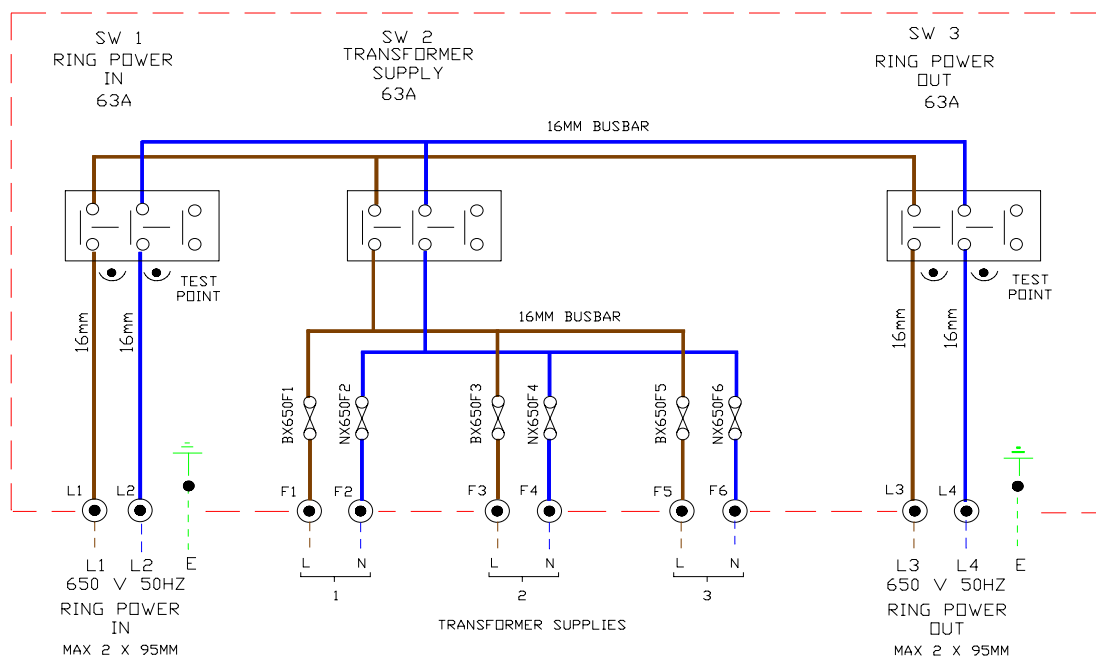 SW 1
RING POWER
IN
63A
SW 2
TRANSFORMER
SUPPLY
63A
SW 3
RING POWER
OUT
63A
16MM BUSBAR
TEST
POINT
TEST
POINT
16mm
16mm
16MM BUSBAR
16mm
16mm
BX650F1
NX650F2
BX650F3
NX650F4
BX650F5
NX650F6
L1
L2
F1
F2
F3
F4
F5
F6
L3
L4
L1
L2
E
L
N
L
N
L
N
L3
L4
E
650 V 50HZ
RING POWER
IN
MAX 2 X 95MM
1
2
3
TRANSFORMER SUPPLIES
650 V 50HZ
RING POWER
OUT
MAX 2 X 95MM